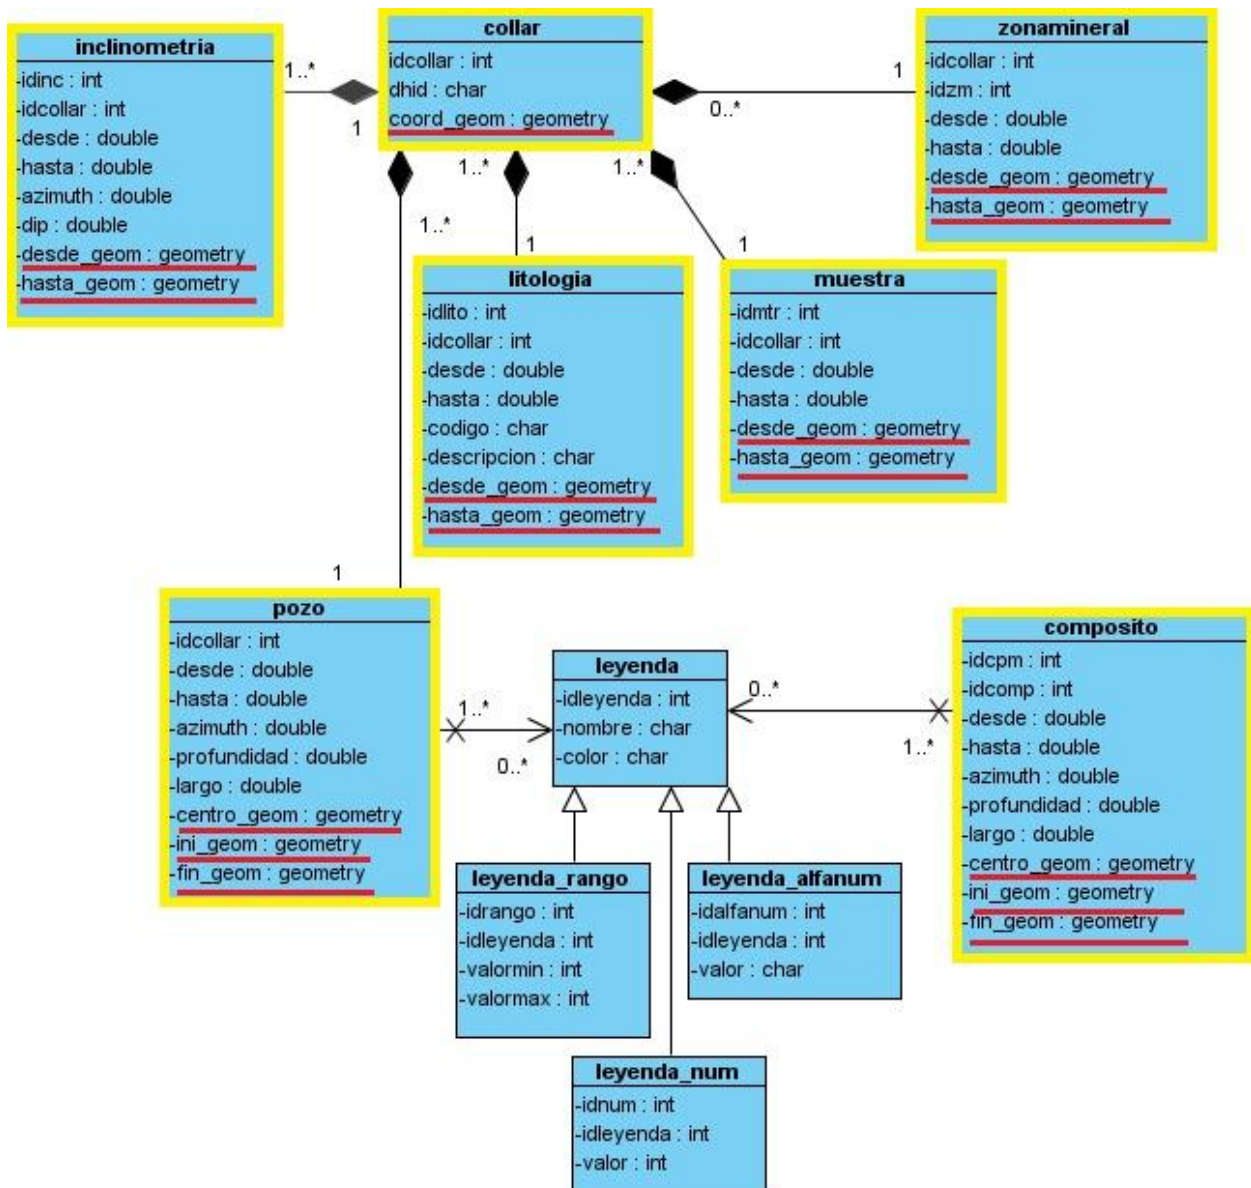 inclinometria
-idinc : int
-idcollar : int
-desde : double
-hasta : double
-azimuth : double
-dip : double
-desde_geom : geometry
-hasta_geom : geometry
1..*
1
collar
idcollar : int
dhid : char
coord_geom : geometry
1
0..*
zonamineral
-idcollar : int
-idzm : int
-desde : double
-hasta : double
-desde_geom : geometry
-hasta_geom : geometry
1..*
1..*
1..*
1
1
litologia
-idlito : int
-idcollar : int
-desde : double
-hasta : double
-codigo : char
-descripcion : char
-desde_geom : geometry
-hasta_geom : geometry
muestra
-idmtr : int
-idcollar : int
-desde : double
-hasta : double
-desde_geom : geometry
-hasta_geom : geometry
1
pozo
-idcollar : int
-desde : double
-hasta : double
-azimuth : double
-profundidad : double
-largo : double
-centro_geom : geometry
-ini_geom : geometry
-fin_geom : geometry
1..*
0..*
leyenda
-idleyenda : int
-nombre : char
-color : char
0..*
1..*
composito
-idcpm : int
-idcomp : int
-desde : double
-hasta : double
-azimuth : double
-profundidad : double
-largo : double
-centro_geom : geometry
-ini_geom : geometry
-fin_geom : geometry
leyenda_rango
-idrango : int
-idleyenda : int
-valormin : int
-valormax : int
leyenda_alfanum
-idalfanum : int
-idleyenda : int
-valor : char
leyenda_num
-idnum : int
-idleyenda : int
-valor : int